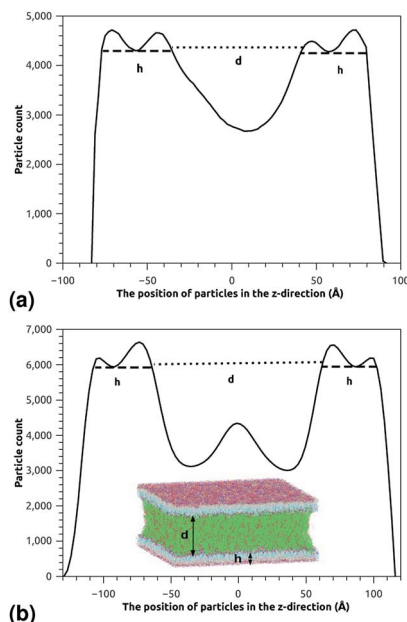 5,000
4,000
3,000
2,000
1,000
0
Particle count
h
d
h
−100
−50
0
50
100
The position of particles in the z-direction (Å)
(a)
7,000
6,000
5,000
4,000
3,000
2,000
1,000
0
Particle count
h
d
h
d
h
−100
−50
0
50
100
The position of particles in the z-direction (Å)
(b)